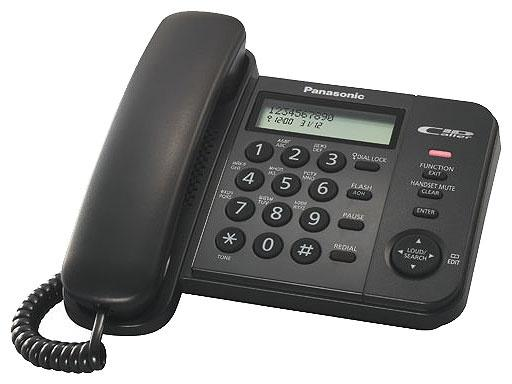 Panasonic
1234567890
12:00 31/12
Caller ID
1 2 ABC 3 DEF
DIAL LOCK
FUNCTION
EXIT
4 GHI 5 JKL 6 MNO
FLASH
HANDSET MUTE
CLEAR
7 PQRS 8 TUV 9 WXYZ
PAUSE
ENTER
* 0 #
TONE
REDIAL
LOUD/
SEARCH
EDIT